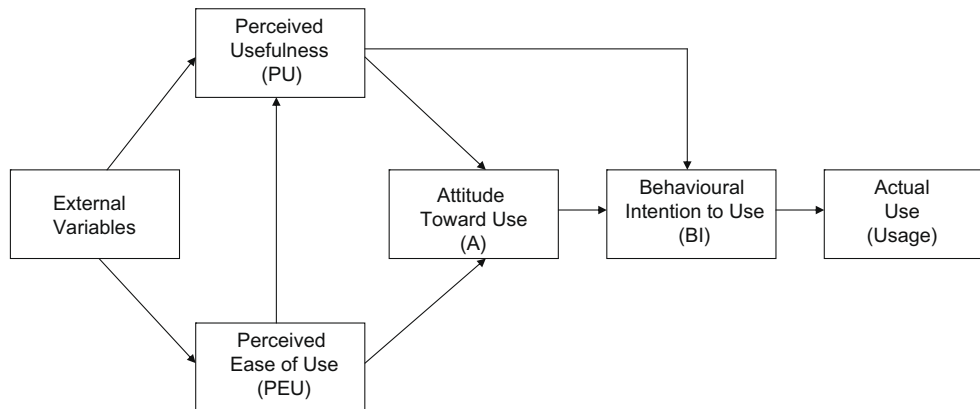 Perceived
Usefulness
(PU)
External
Variables
Attitude
Toward Use
(A)
Behavioural
Intention to Use
(BI)
Actual
Use
(Usage)
Perceived
Ease of Use
(PEU)